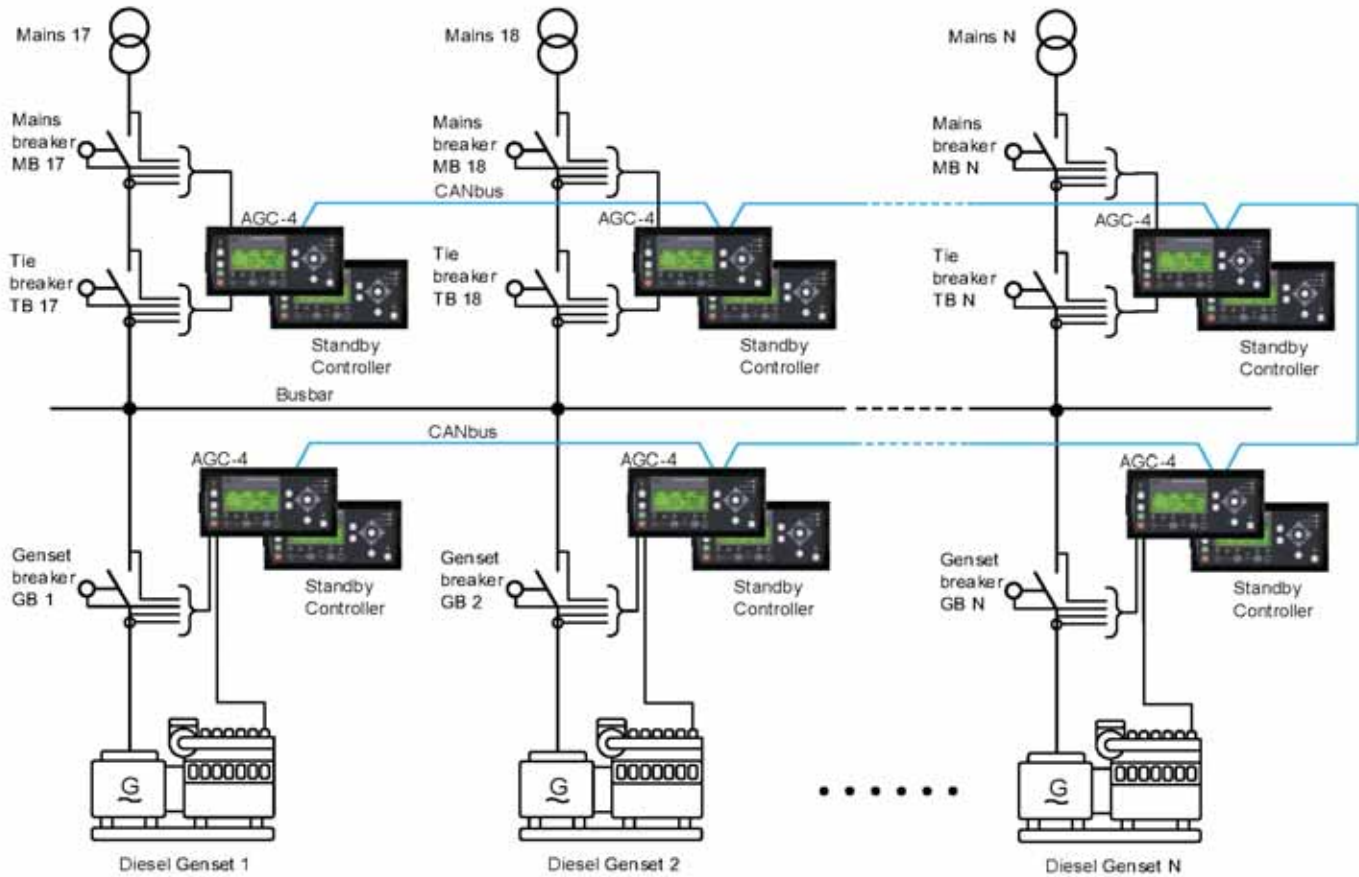 Mains 17
Mains 18
Mains N
Mains
breaker
MB 17
Mains
breaker
MB 18
Mains
breaker
MB N
CANbus
AGC-4
AGC-4
AGC-4
Tie
breaker
TB 17
Tie
breaker
TB 18
Tie
breaker
TB N
Standby
Controller
Standby
Controller
Standby
Controller
Busbar
CANbus
AGC-4
AGC-4
AGC-4
Genset
breaker
GB 1
Genset
breaker
GB 2
Genset
breaker
GB N
Standby
Controller
Standby
Controller
Standby
Controller
G
G
G
Diesel Genset 1
Diesel Genset 2
Diesel Genset N